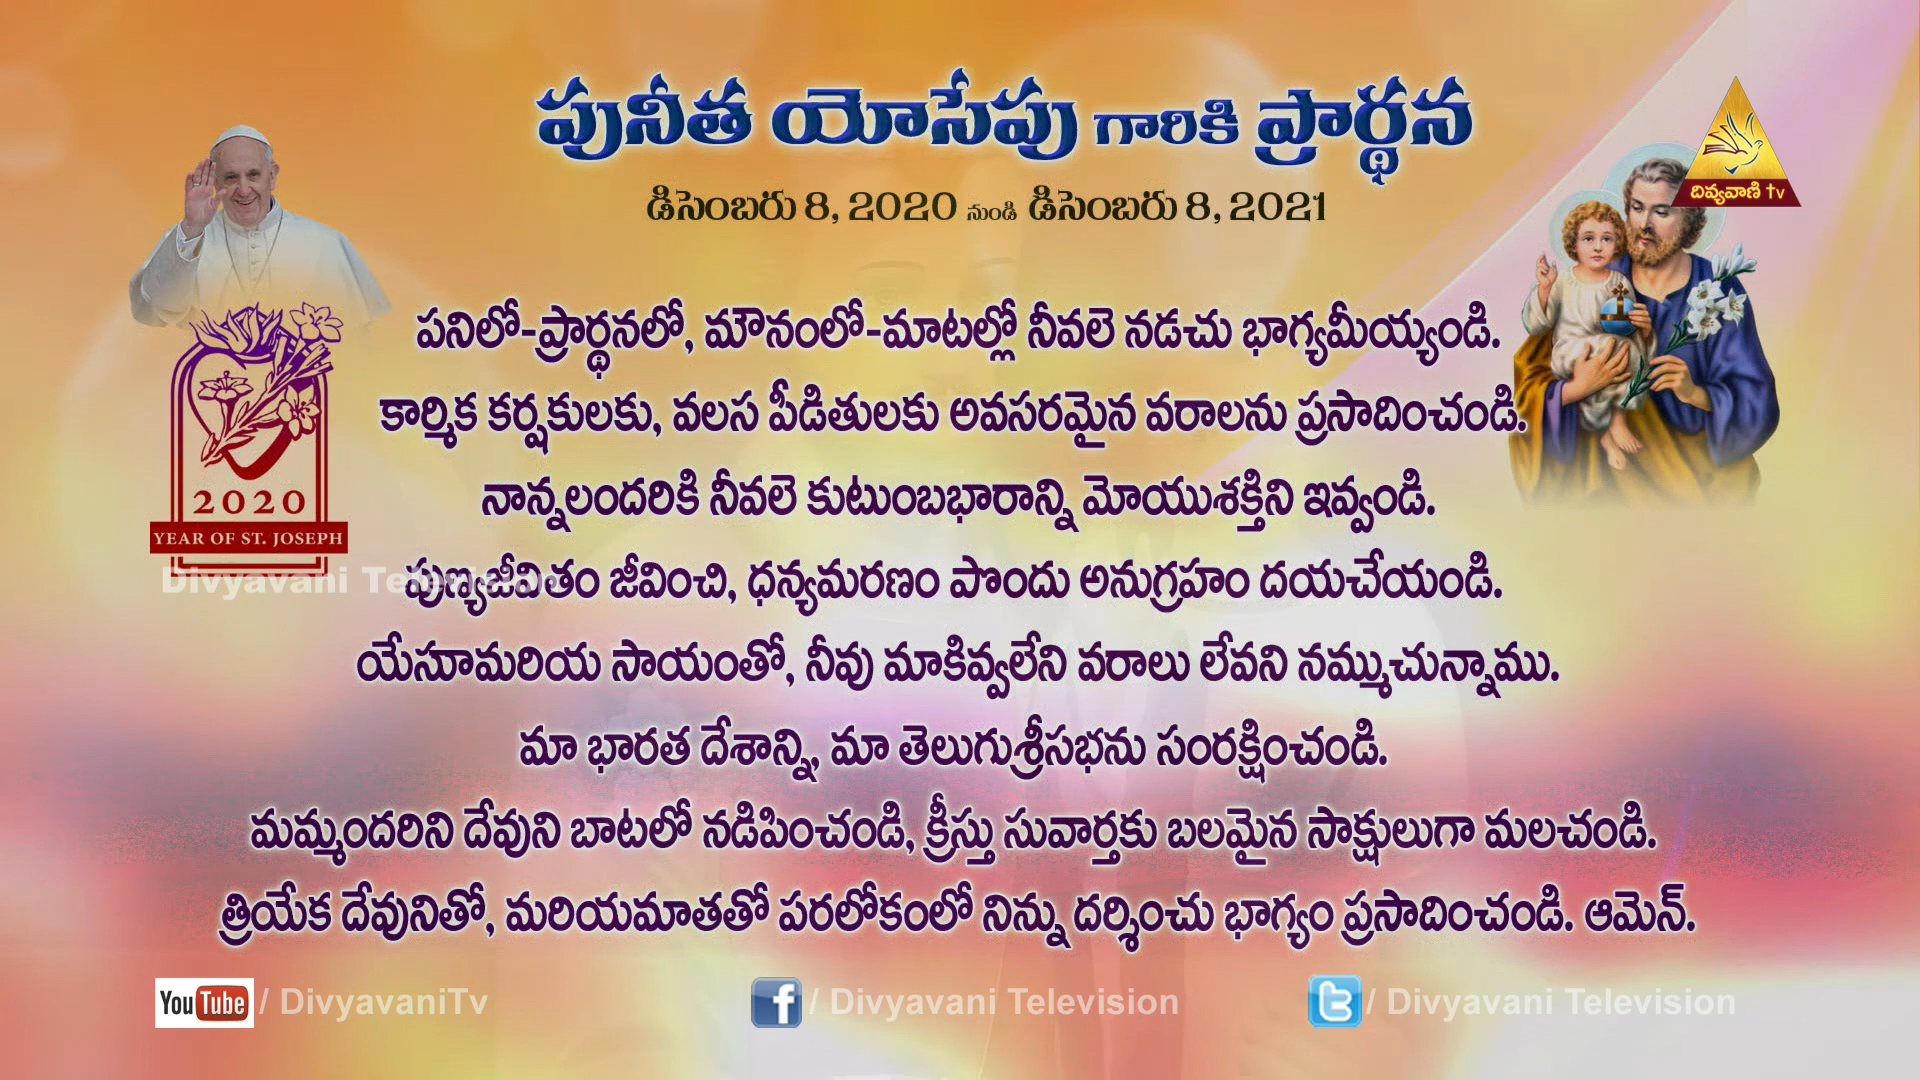 పునీత యోసేపు గారికి ప్రార్థన
డిసెంబరు 8, 2020 నుండి డిసెంబరు 8, 2021
దివ్యవాణి tv
పనిలో-ప్రార్థనలో, మౌనంలో-మాటల్లో నీవలె నడచు భాగ్యమీయ్యండి.
కార్మిక కర్షకులకు, వలస పీడితులకు అవసరమైన వరాలను ప్రసాదించండి.
నాన్నలందరికి నీవలె కుటుంబభారాన్ని మోయుశక్తిని ఇవ్వండి.
2020
YEAR OF ST. JOSEPH
Divyavani Television
పుణ్యజీవితం జీవించి, ధన్యమరణం పొందు అనుగ్రహం దయచేయండి.
యేసూమరియ సాయంతో, నీవు మాకివ్వలేని వరాలు లేవని నమ్ముచున్నాము.
మా భారత దేశాన్ని, మా తెలుగుశ్రీసభను సంరక్షించండి.
మమ్మందరిని దేవుని బాటలో నడిపించండి, క్రీస్తు సువార్తకు బలమైన సాక్షులుగా మలచండి.
త్రియేక దేవునితో, మరియమాతతో పరలోకంలో నిన్ను దర్శించు భాగ్యం ప్రసాదించండి. ఆమెన్.
YouTube / DivyavaniTv
f / Divyavani Television
t / Divyavani Television